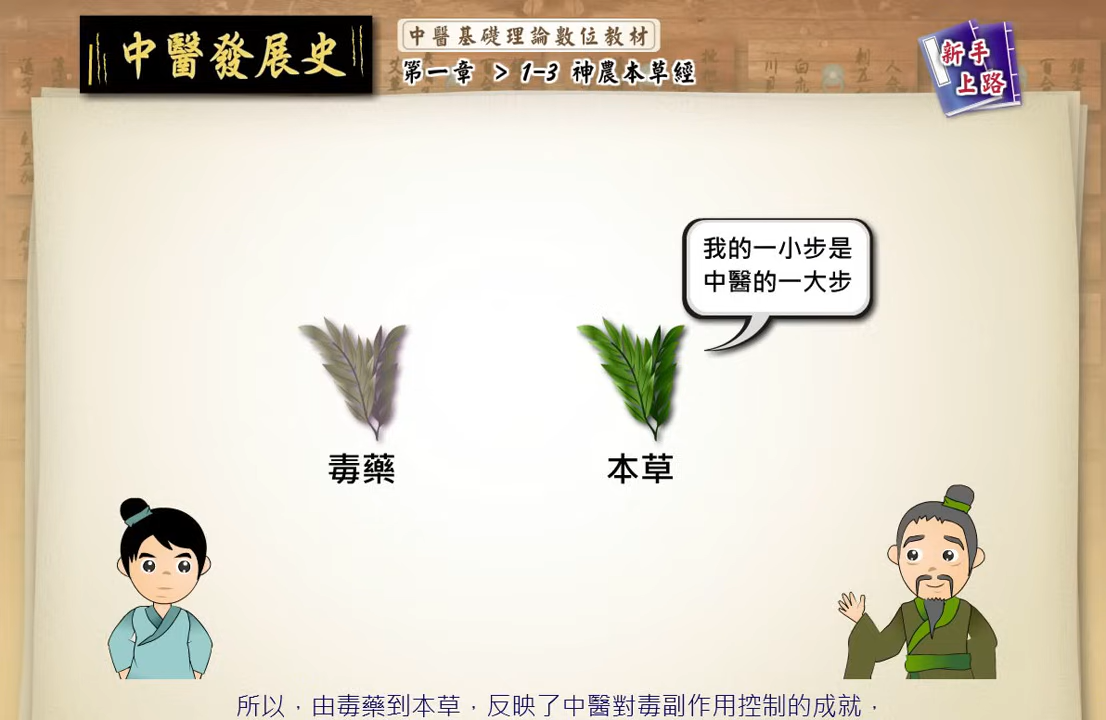 中醫發展史
中醫基礎理論數位教材
第一章 > 1-3 神農本草經
新手
上路
我的一小步是
中醫的一大步
毒藥
本草
所以，由毒藥到本草，反映了中醫對毒副作用控制的成就，